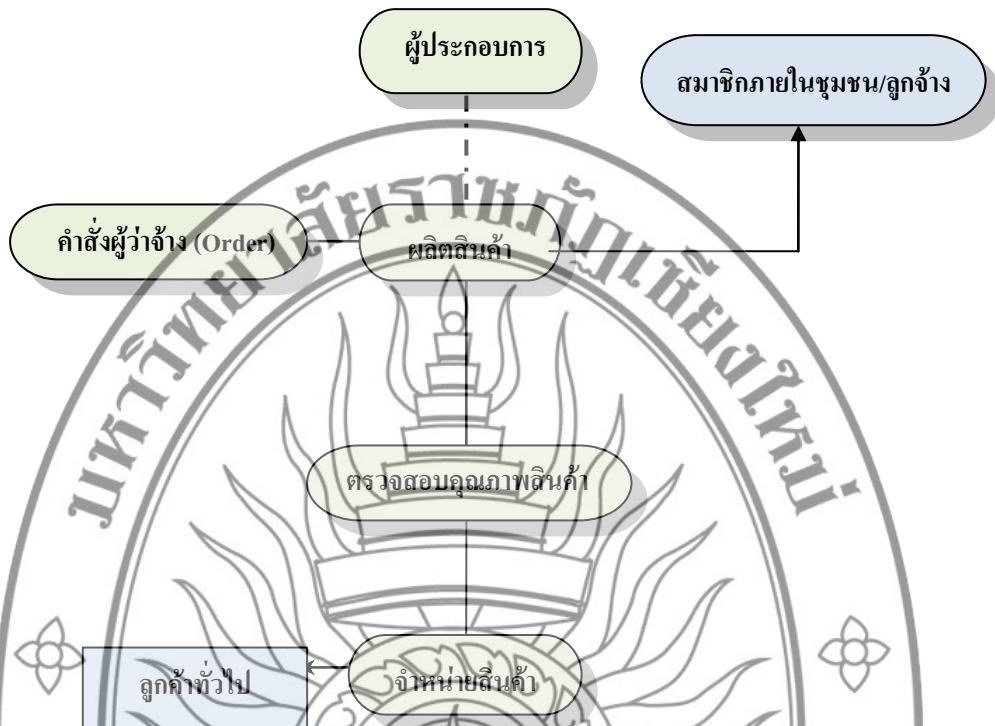 ผู้ประกอบการ
สมาชิกภายในชุมชน/ลูกจ้าง
คำสั่งผู้ว่าจ้าง (Order)
ผลิตสินค้า
มหาวิทยาลัยราชภัฏเชียงใหม่
ตรวจสอบคุณภาพสินค้า
ลูกค้าทั่วไป
จำหน่ายสินค้า